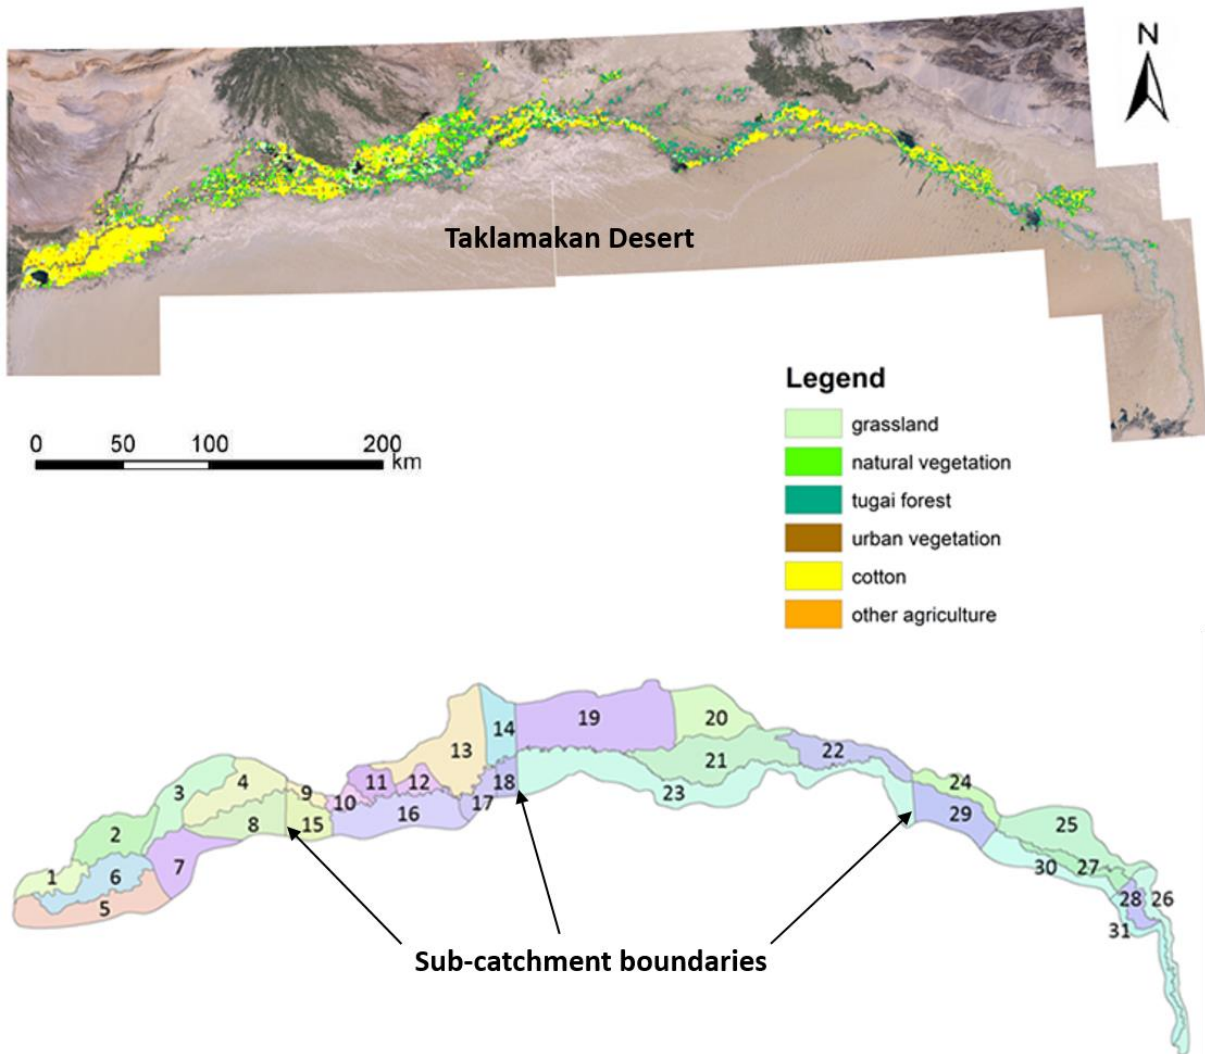 N
Taklamakan Desert
Legend
grassland
natural vegetation
tugai forest
urban vegetation
cotton
other agriculture
0 50 100 200
km
19
20
14
13
21
22
18
23
11
12
9
10
17
16
4
3
8
15
24
29
25
2
7
30
27
1
6
5
28
26
31
Sub-catchment boundaries